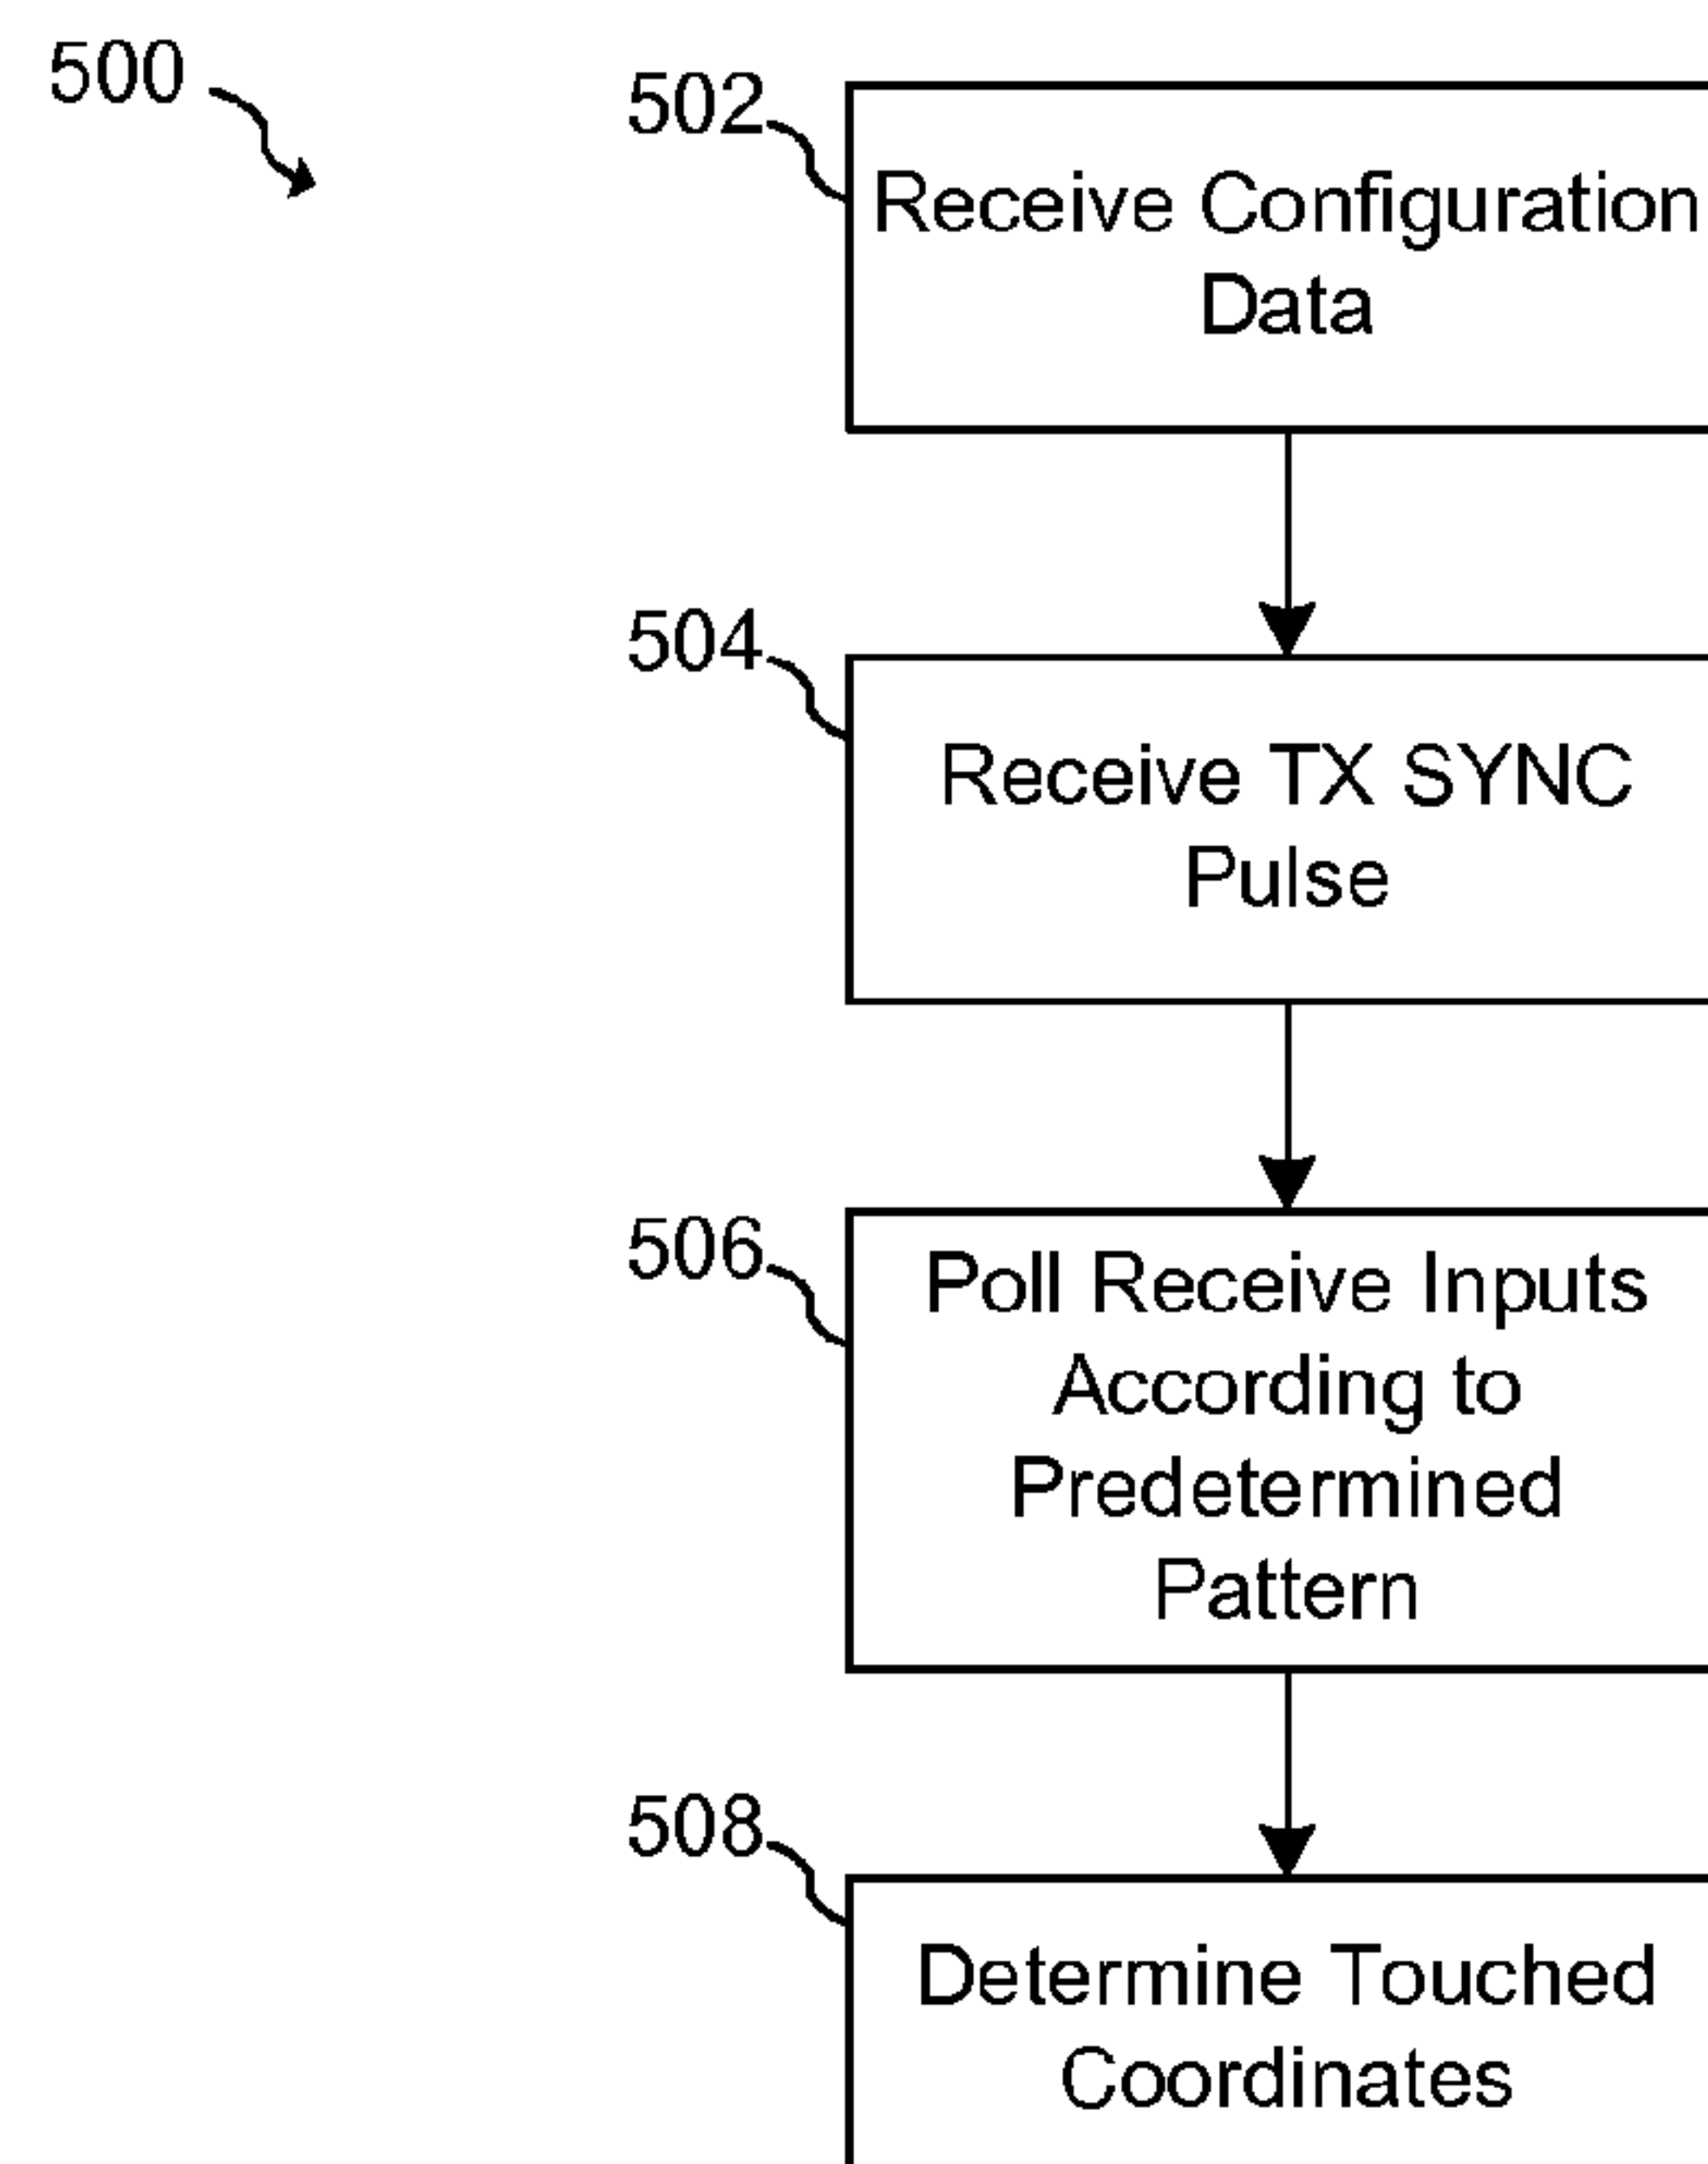 500
502
Receive Configuration
Data
504
Receive TX SYNC
Pulse
506
Poll Receive Inputs
According to
Predetermined
Pattern
508
Determine Touched
Coordinates